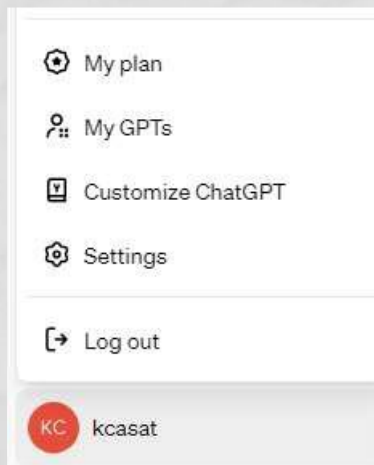 My plan
My GPTs
Customize ChatGPT
Settings
Log out
KC kcasat